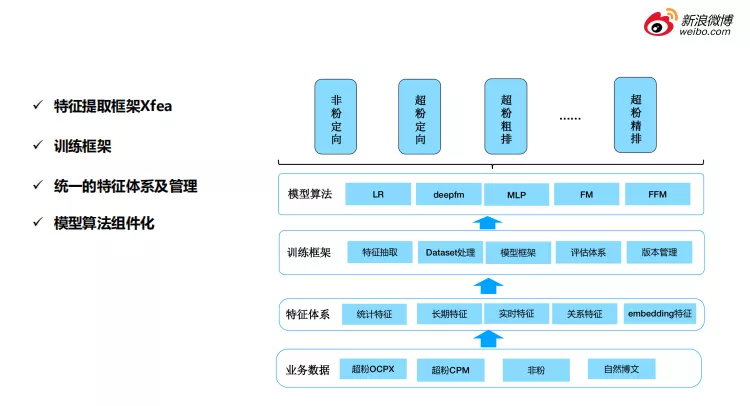 新浪微博
weibo.com
✓ 特征提取框架Xfea
✓ 训练框架
✓ 统一的特征体系及管理
✓ 模型算法组件化
非粉定向
超粉定向
超粉粗排
……
超粉精排
模型算法
LR
deepfm
MLP
FM
FFM
训练框架
特征抽取
Dataset处理
模型框架
评估体系
版本管理
特征体系
统计特征
长期特征
实时特征
关系特征
embedding特征
业务数据
超粉OCPX
超粉CPM
非粉
自然博文